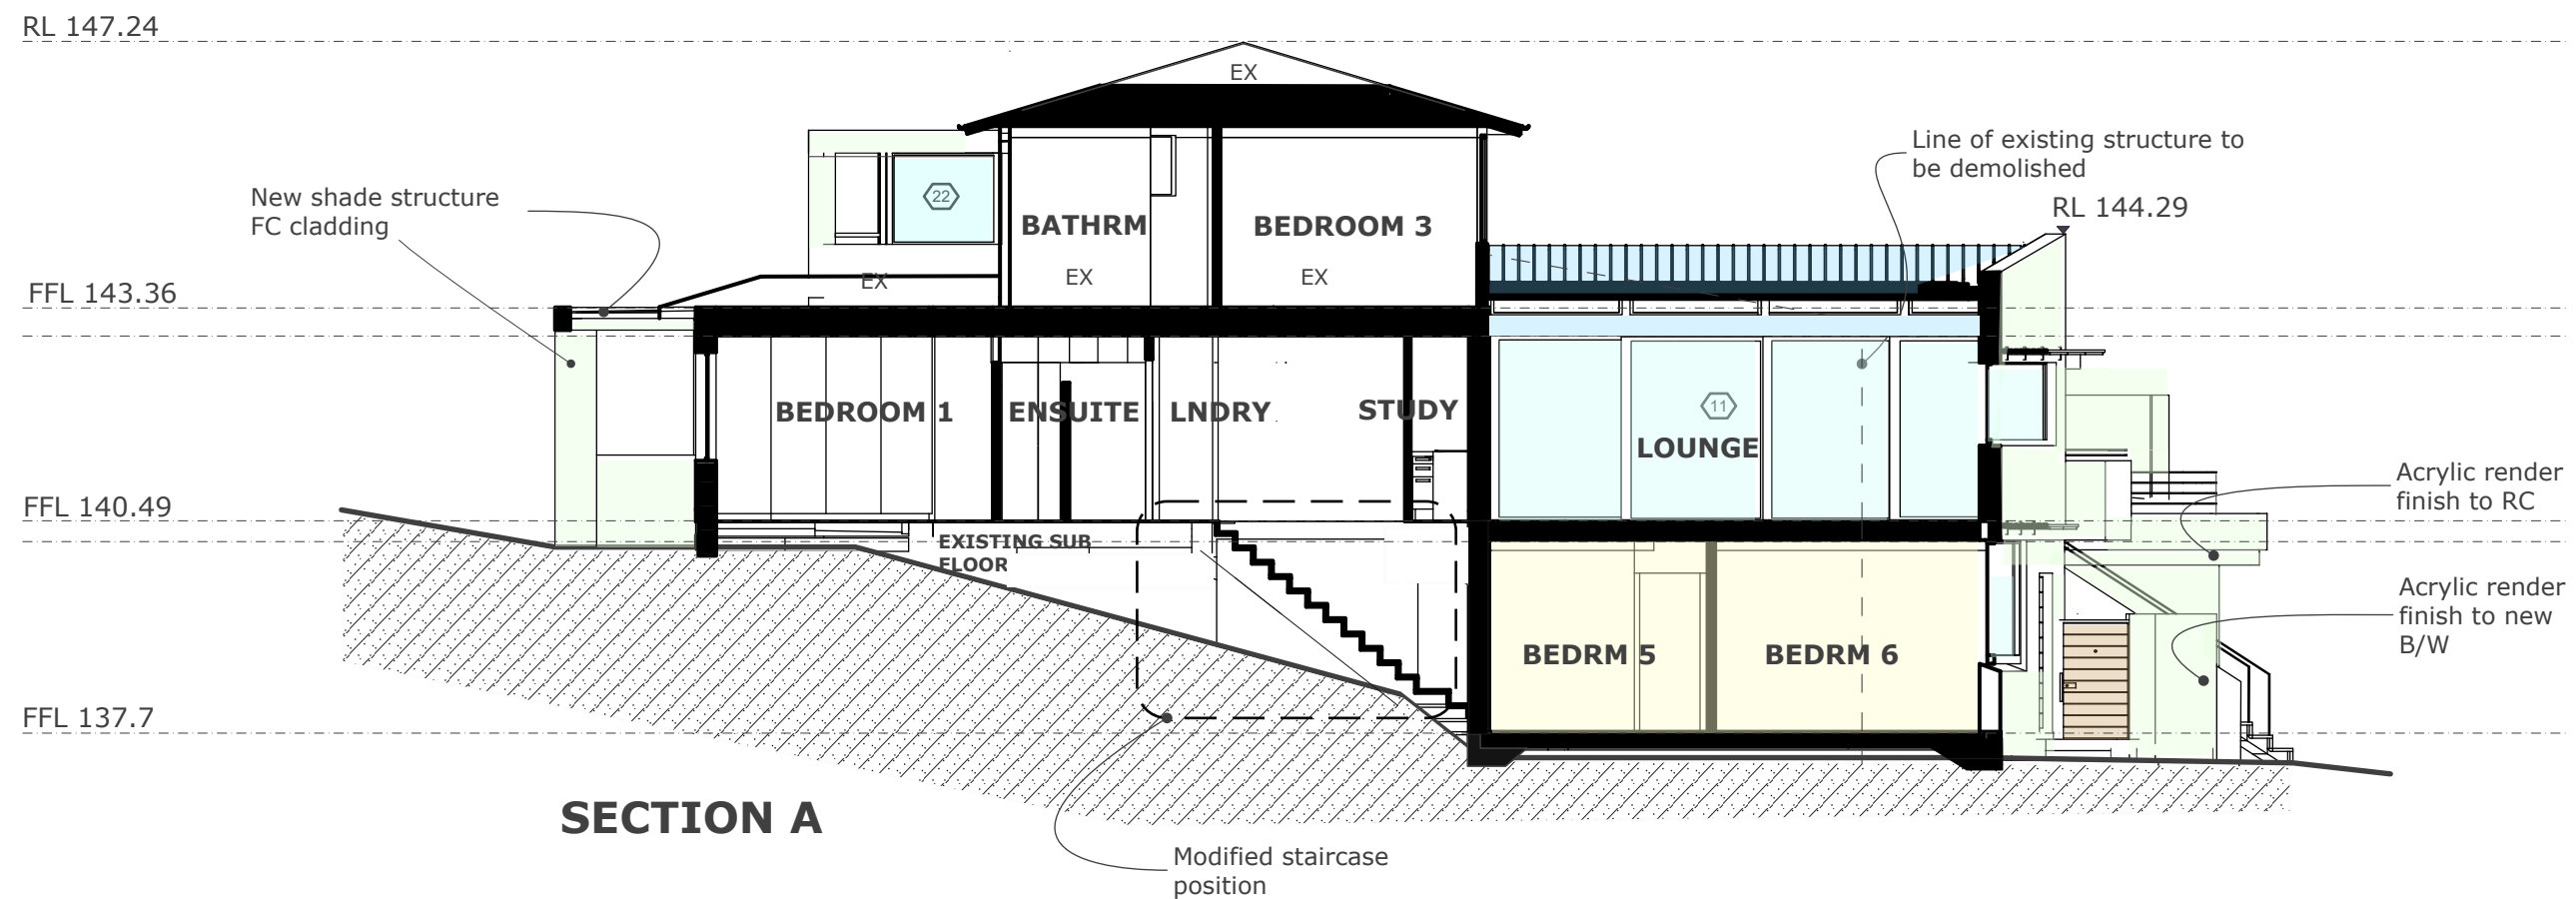 RL 147.24
EX
Line of existing structure to
be demolished
New shade structure
FC cladding
22
RL 144.29
BATHRM
BEDROOM 3
EX
EX
EX
FFL 143.36
11
BEDROOM 1
ENSUITE
LNDRY
STUDY
LOUNGE
Acrylic render
finish to RC
FFL 140.49
EXISTING SUB
FLOOR
Acrylic render
finish to new
B/W
BEDRM 5
BEDRM 6
FFL 137.7
SECTION A
Modified staircase
position